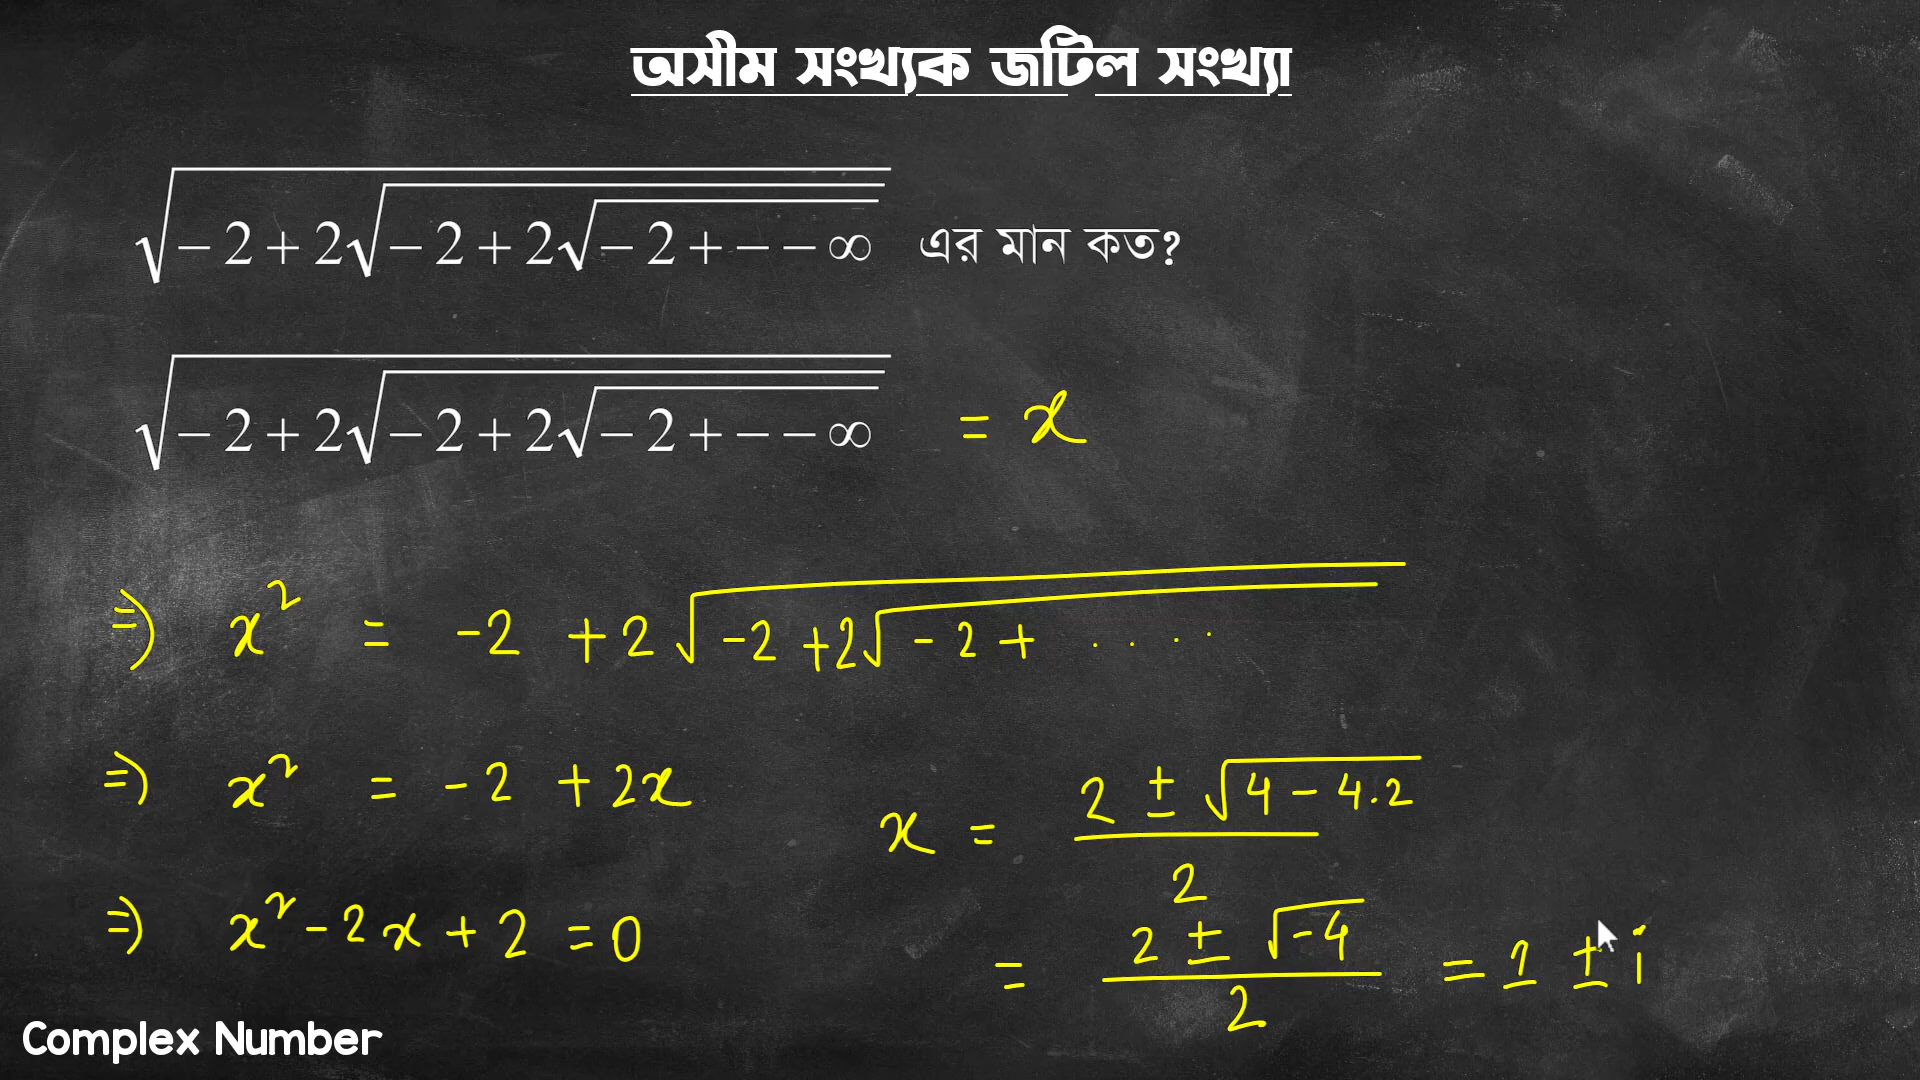 অসীম সংখ্যক জটিল সংখ্যা
√(−2+2√(−2+2√(−2+−−∞))) এর মান কত?
√(−2+2√(−2+2√(−2+−−∞))) = x
⇒) x² = -2 +2√(-2 +2√(-2 + ....
⇒) x² = -2 + 2x
⇒) x² - 2x + 2 = 0
x = (2 ± √(4 - 4.2))/2
= (2 ± √-4)/2 = 1 ± i
Complex Number